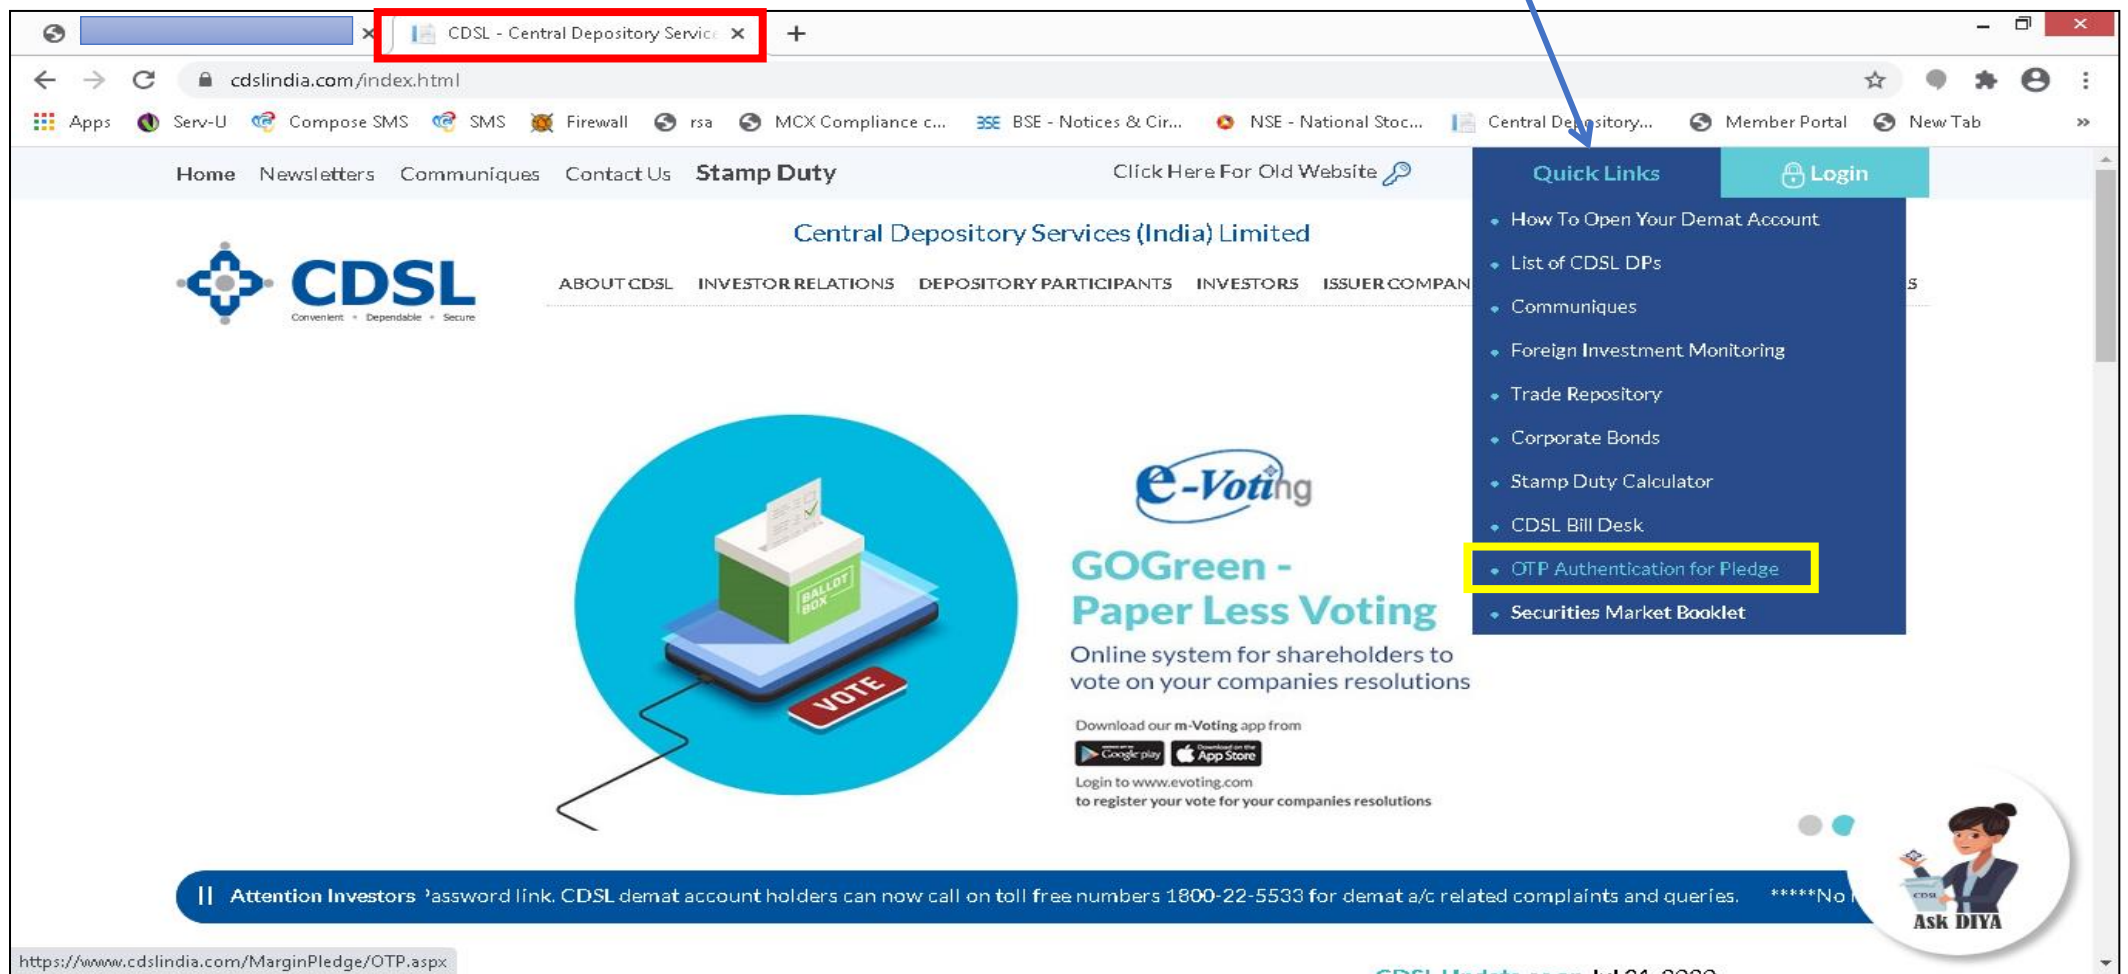 CDSL - Central Depository Service
cdslindia.com/index.html
Apps Serv-U Compose SMS SMS Firewall rsa MCX Compliance c... BSE - Notices & Cir... NSE - National Stoc... Central Depository... Member Portal New Tab »
Home Newsletters Communiques Contact Us Stamp Duty Click Here For Old Website Quick Links Login
Central Depository Services (India) Limited
CDSL
Convenient • Dependable • Secure
ABOUT CDSL INVESTOR RELATIONS DEPOSITORY PARTICIPANTS INVESTORS ISSUER COMPAN S
• How To Open Your Demat Account
• List of CDSL DPs
• Communiques
• Foreign Investment Monitoring
• Trade Repository
• Corporate Bonds
• Stamp Duty Calculator
• CDSL Bill Desk
• OTP Authentication for Pledge
• Securities Market Booklet
BALLOT
BOX
VOTE
e-Voting
GOGreen -
Paper Less Voting
Online system for shareholders to
vote on your companies resolutions
Download our m-Voting app from
Google play Download on the App Store
Login to www.evoting.com
to register your vote for your companies resolutions
Attention Investors Password link. CDSL demat account holders can now call on toll free numbers 1800-22-5533 for demat a/c related complaints and queries. *****No
CDSL
Ask DIYA
https://www.cdslindia.com/MarginPledge/OTP.aspx